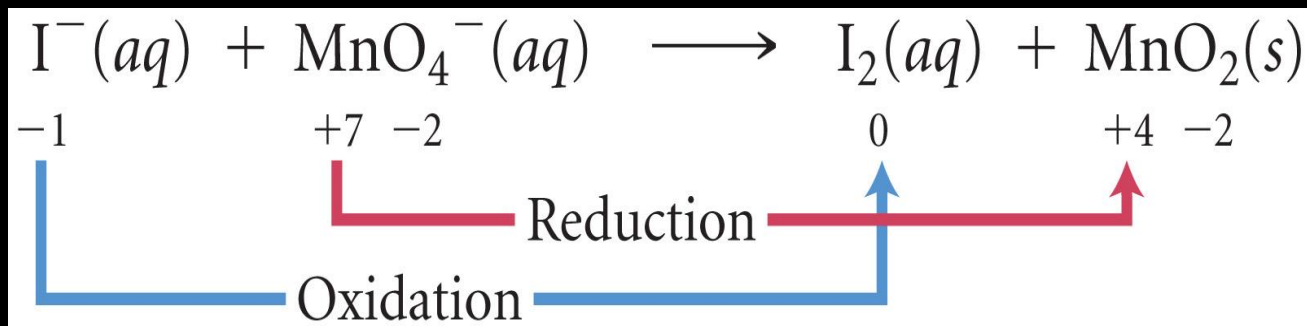 I⁻(aq) + MnO₄⁻(aq) ⟶ I₂(aq) + MnO₂(s)
−1 +7 −2 0 +4 −2
Reduction
Oxidation